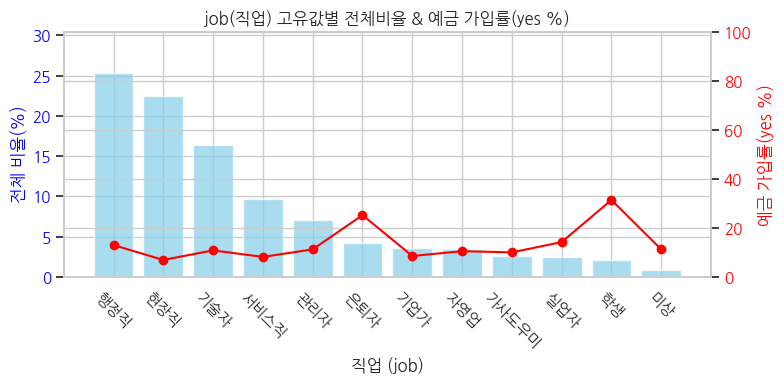 job(직업) 고유값별 전체비율 & 예금 가입률(yes %)
전체 비율(%)
30
25
20
15
10
5
0
100
80
60
40
20
0
예금 가입률(yes %)
행정직
현장직
기술자
서비스직
관리자
은퇴자
기업가
자영업
가사도우미
실업자
학생
미상
직업 (job)